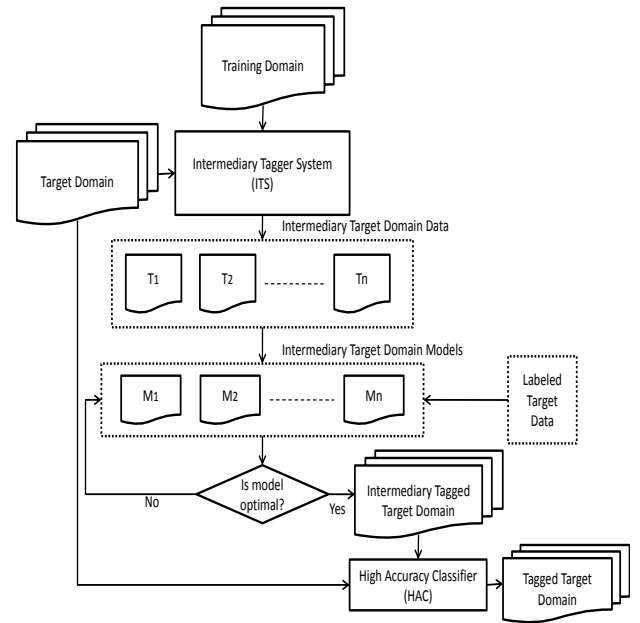 Training Domain
Target Domain
Intermediary Tagger System
(ITS)
Intermediary Target Domain Data
T1
T2
Tn
Intermediary Target Domain Models
M1
M2
Mn
Labeled
Target
Data
Is model
optimal?
No
Yes
Intermediary Tagged
Target Domain
High Accuracy Classifier
(HAC)
Tagged Target
Domain